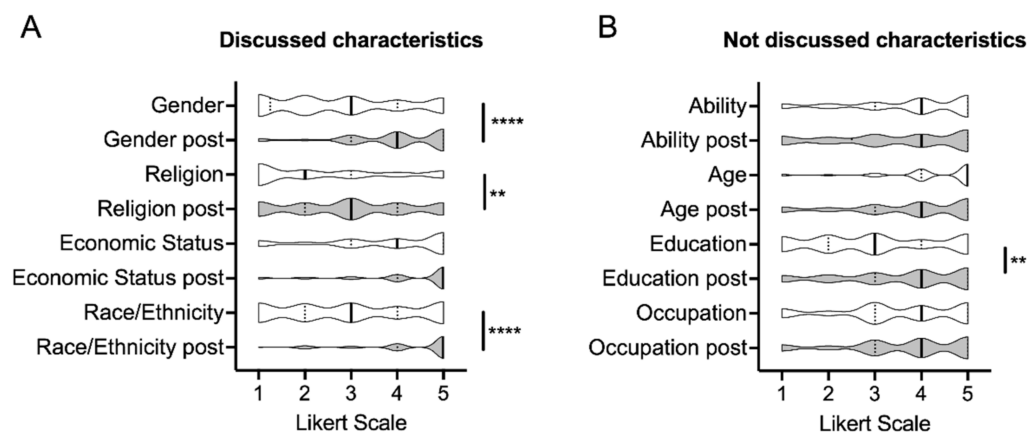 A
Discussed characteristics
Gender
Gender post
****
Religion
Religion post
**
Economic Status
Economic Status post
Race/Ethnicity
Race/Ethnicity post
****
1 2 3 4 5
Likert Scale
B
Not discussed characteristics
Ability
Ability post
Age
Age post
Education
Education post
**
Occupation
Occupation post
1 2 3 4 5
Likert Scale